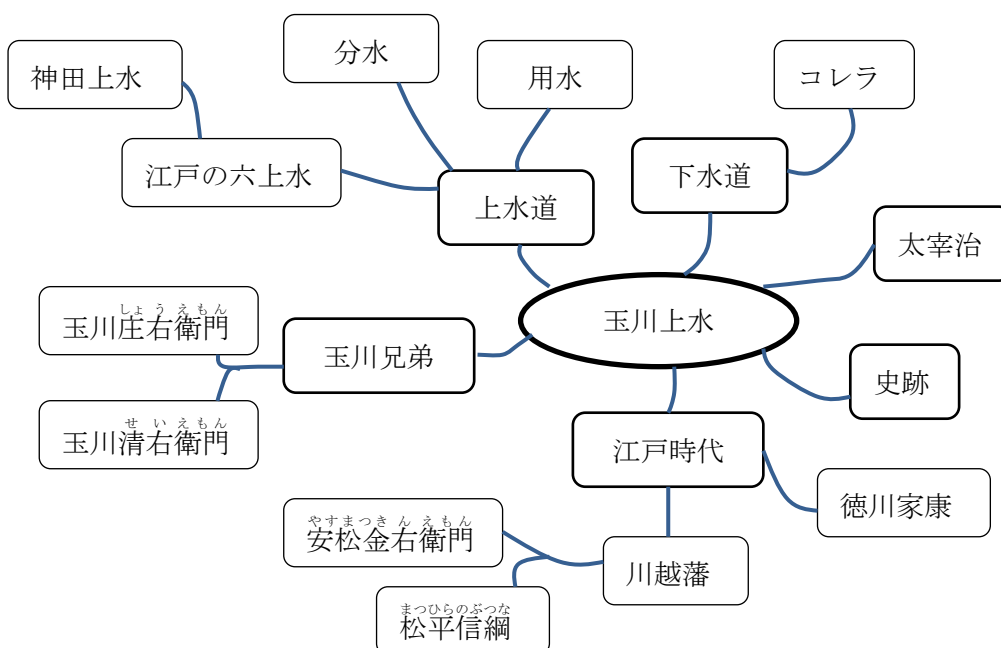 分水
用水
コレラ
神田上水
江戸の六上水
下水道
上水道
太宰治
玉川上水
しょうえもん
玉川庄右衛門
玉川兄弟
史跡
せいえもん
玉川清右衛門
江戸時代
徳川家康
やすまつきんえもん
安松金右衛門
川越藩
まつひらのぶつな
松平信綱